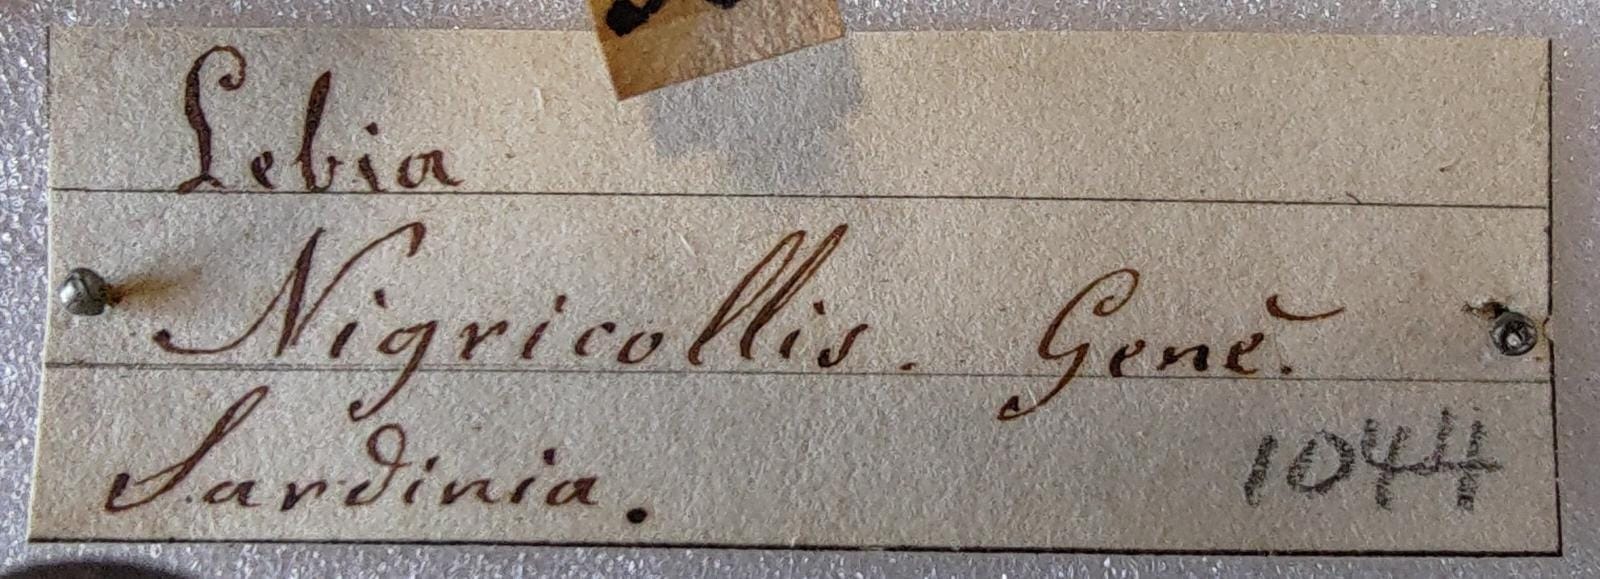 Lebia
Nigricollis. Gené.
Sardinia.
1044